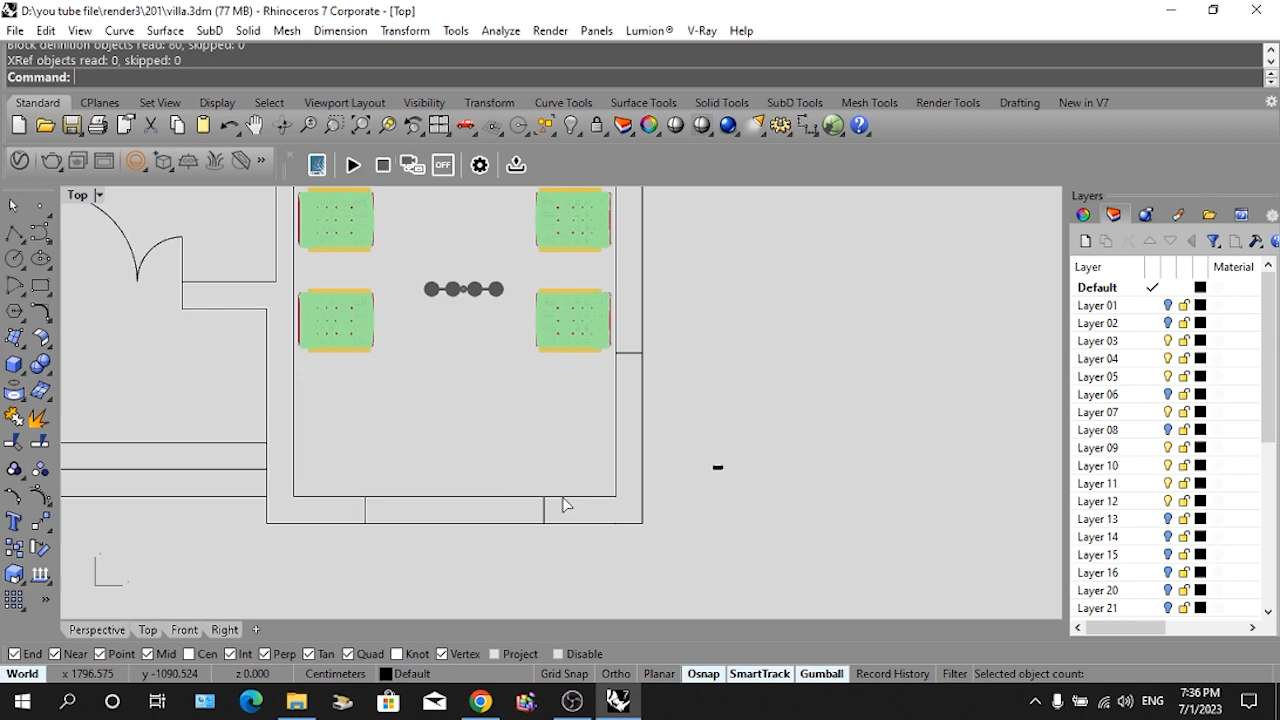 D:\you tube file\render3\201\villa.3dm (77 MB) - Rhinoceros 7 Corporate - [Top]
File Edit View Curve Surface SubD Solid Mesh Dimension Transform Tools Analyze Render Panels Lumion® V-Ray Help
Block definition objects read: 80, skipped: 0
XRef objects read: 0, skipped: 0
Command:
Standard CPlanes Set View Display Select Viewport Layout Visibility Transform Curve Tools Surface Tools Solid Tools SubD Tools Mesh Tools Render Tools Drafting New in V7
OFF
Top
Layers
Layer Material
Default
Layer 01
Layer 02
Layer 03
Layer 04
Layer 05
Layer 06
Layer 07
Layer 08
Layer 09
Layer 10
Layer 11
Layer 12
Layer 13
Layer 14
Layer 15
Layer 16
Layer 20
Layer 21
Perspective Top Front Right
End Near Point Mid Cen Int Perp Tan Quad Knot Vertex Project Disable
World x 1796.575 y -1090.524 z 0.000 Centimeters Default Grid Snap Ortho Planar Osnap SmartTrack Gumball Record History Filter Selected object count:
ENG 7:36 PM
7/1/2023